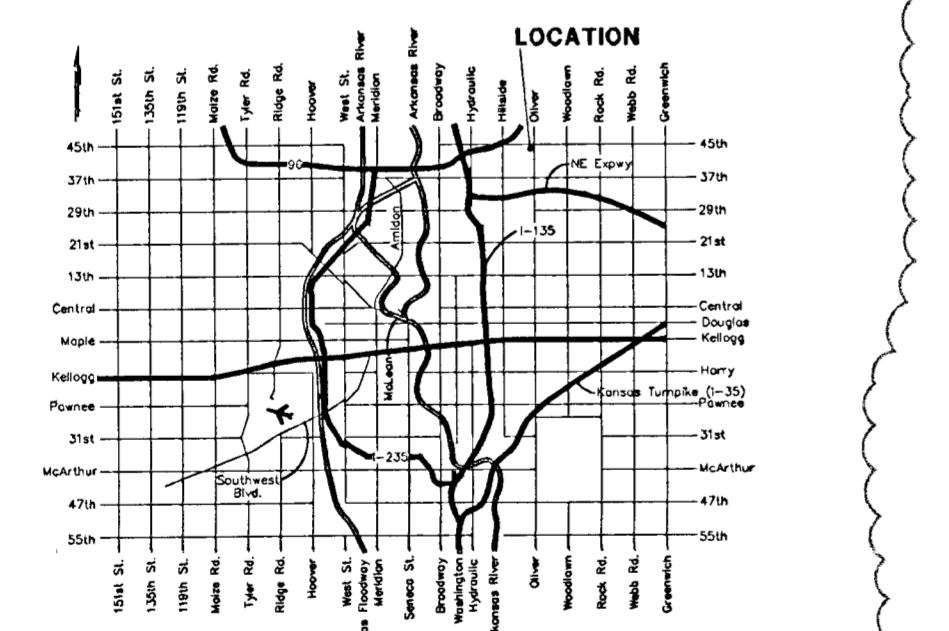 LOCATION
151st St.
135th St.
119th St.
Maize Rd.
Tyler Rd.
Ridge Rd.
Hoover
West St.
Arkansas River
Meridion
Arkansas River
Broadway
Hydraulic
Hillside
Oliver
Woodlawn
Rock Rd.
Webb Rd.
Greenwich
45th
45th
96
NE Expwy
37th
37th
29th
29th
Amidon
I-135
21st
21st
13th
13th
Central
Central
Douglas
Maple
Kellogg
McLean
Kellogg
Harry
Kansas Turnpike (I-35)
Pawnee
Pawnee
31st
31st
I-235
McArthur
McArthur
Southwest
Blvd.
47th
47th
55th
55th
151st St.
135th St.
119th St.
Maize Rd.
Tyler Rd.
Ridge Rd.
Hoover
West St.
as Floodway
Meridion
Seneca St.
Broadway
Washington
Hydraulic
kansas River
Oliver
Woodlawn
Rock Rd.
Webb Rd.
Greenwich